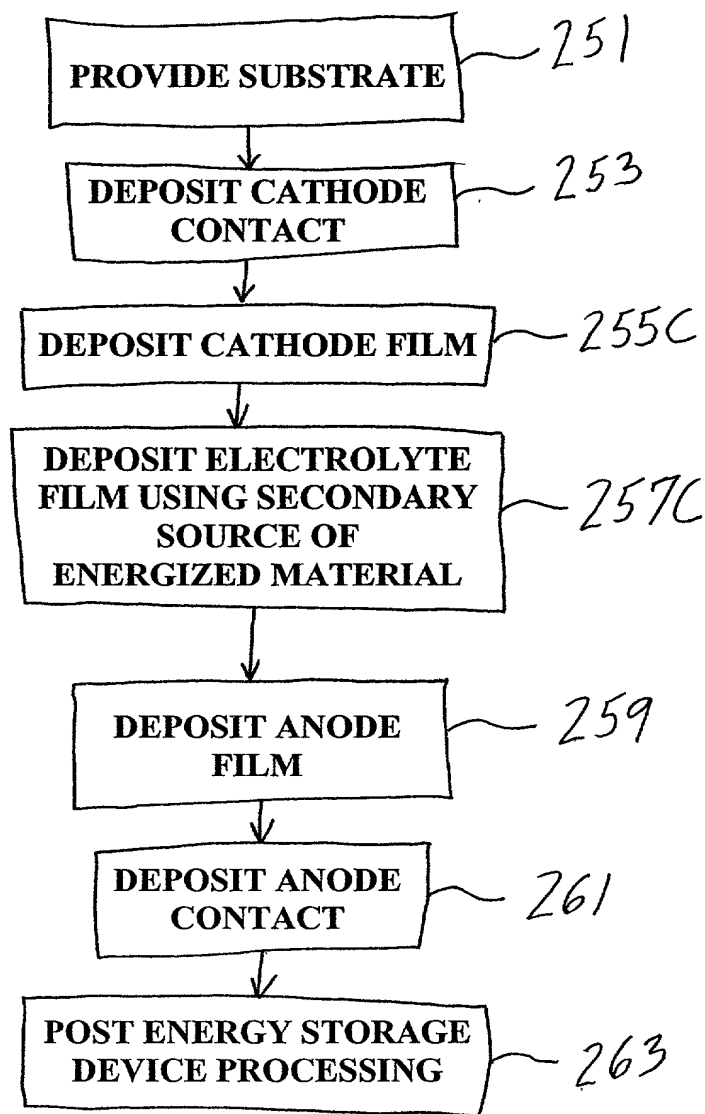 PROVIDE SUBSTRATE
251
DEPOSIT CATHODE
CONTACT
253
DEPOSIT CATHODE FILM
255C
DEPOSIT ELECTROLYTE
FILM USING SECONDARY
SOURCE OF
ENERGIZED MATERIAL
257C
DEPOSIT ANODE
FILM
259
DEPOSIT ANODE
CONTACT
261
POST ENERGY STORAGE
DEVICE PROCESSING
263